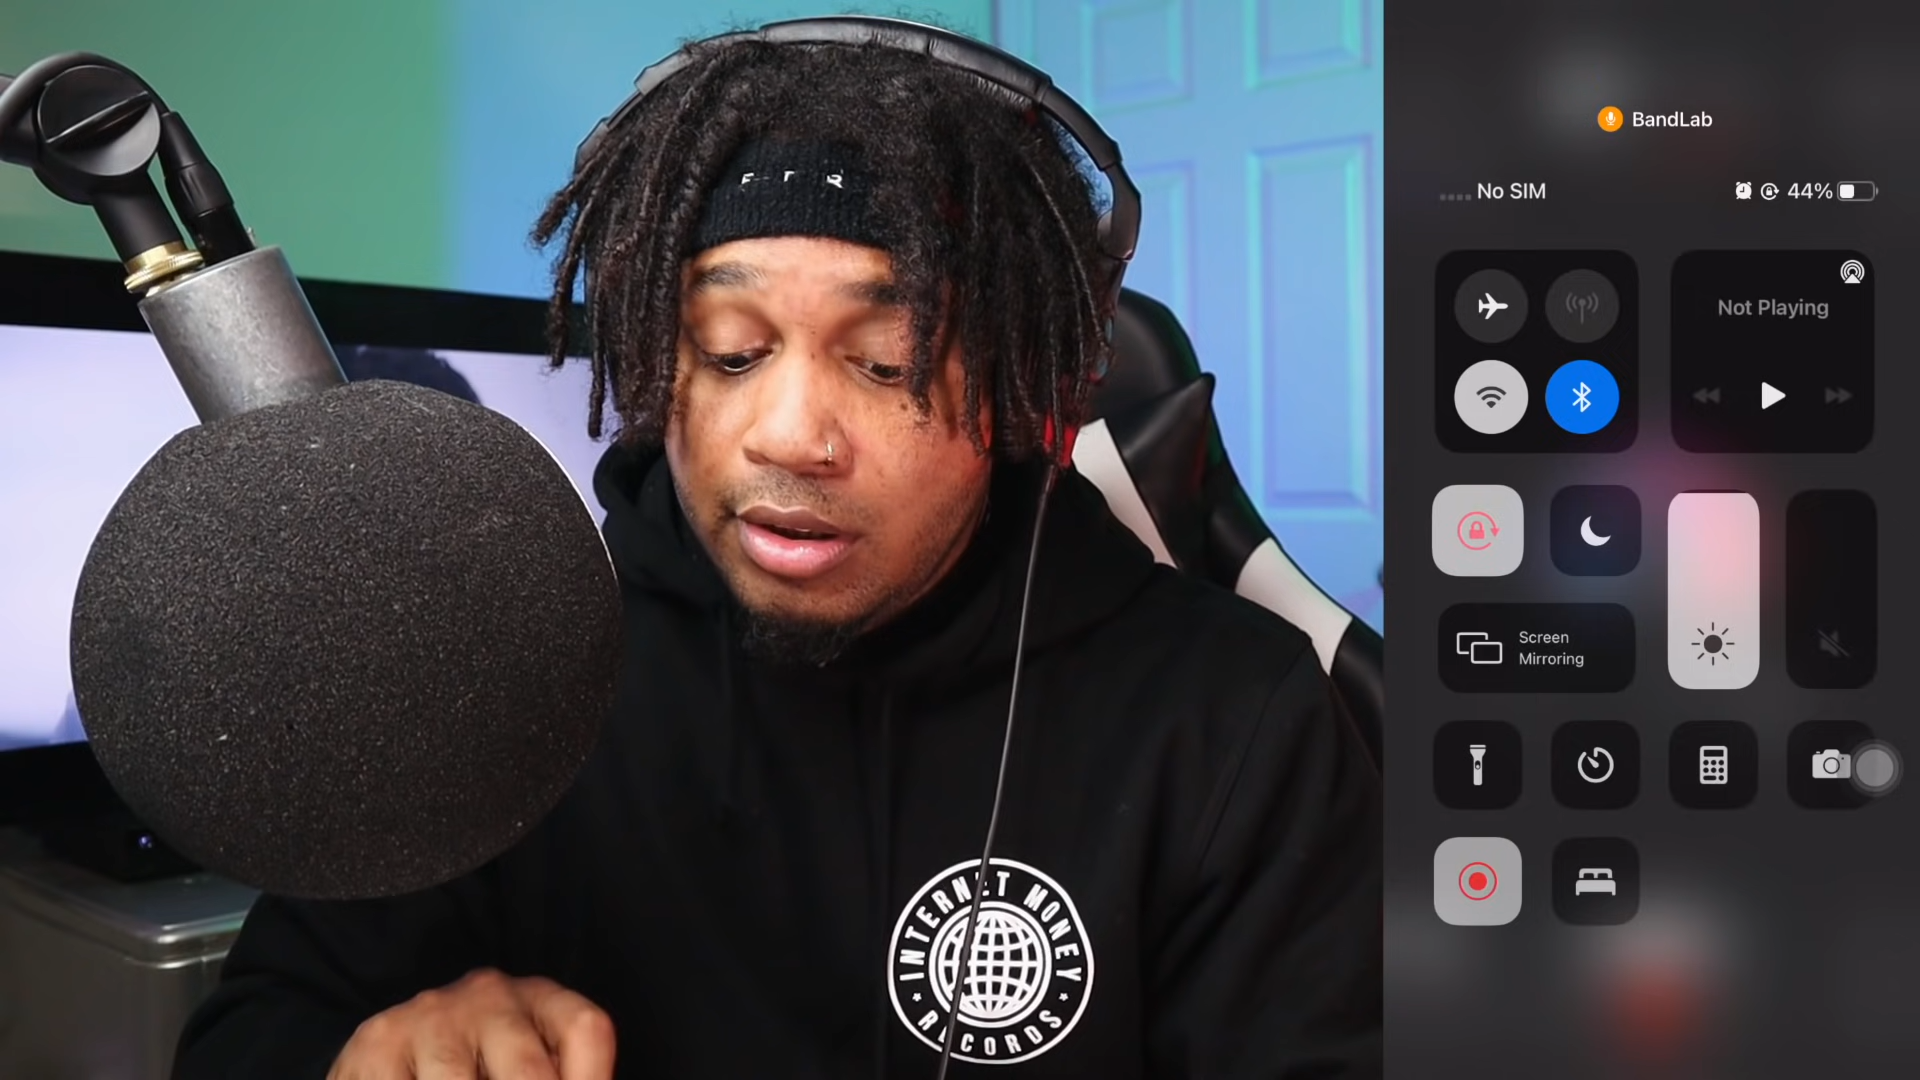 F T R
INTERNET MONEY
RECORDS
BandLab
No SIM
44%
Not Playing
Screen
Mirroring